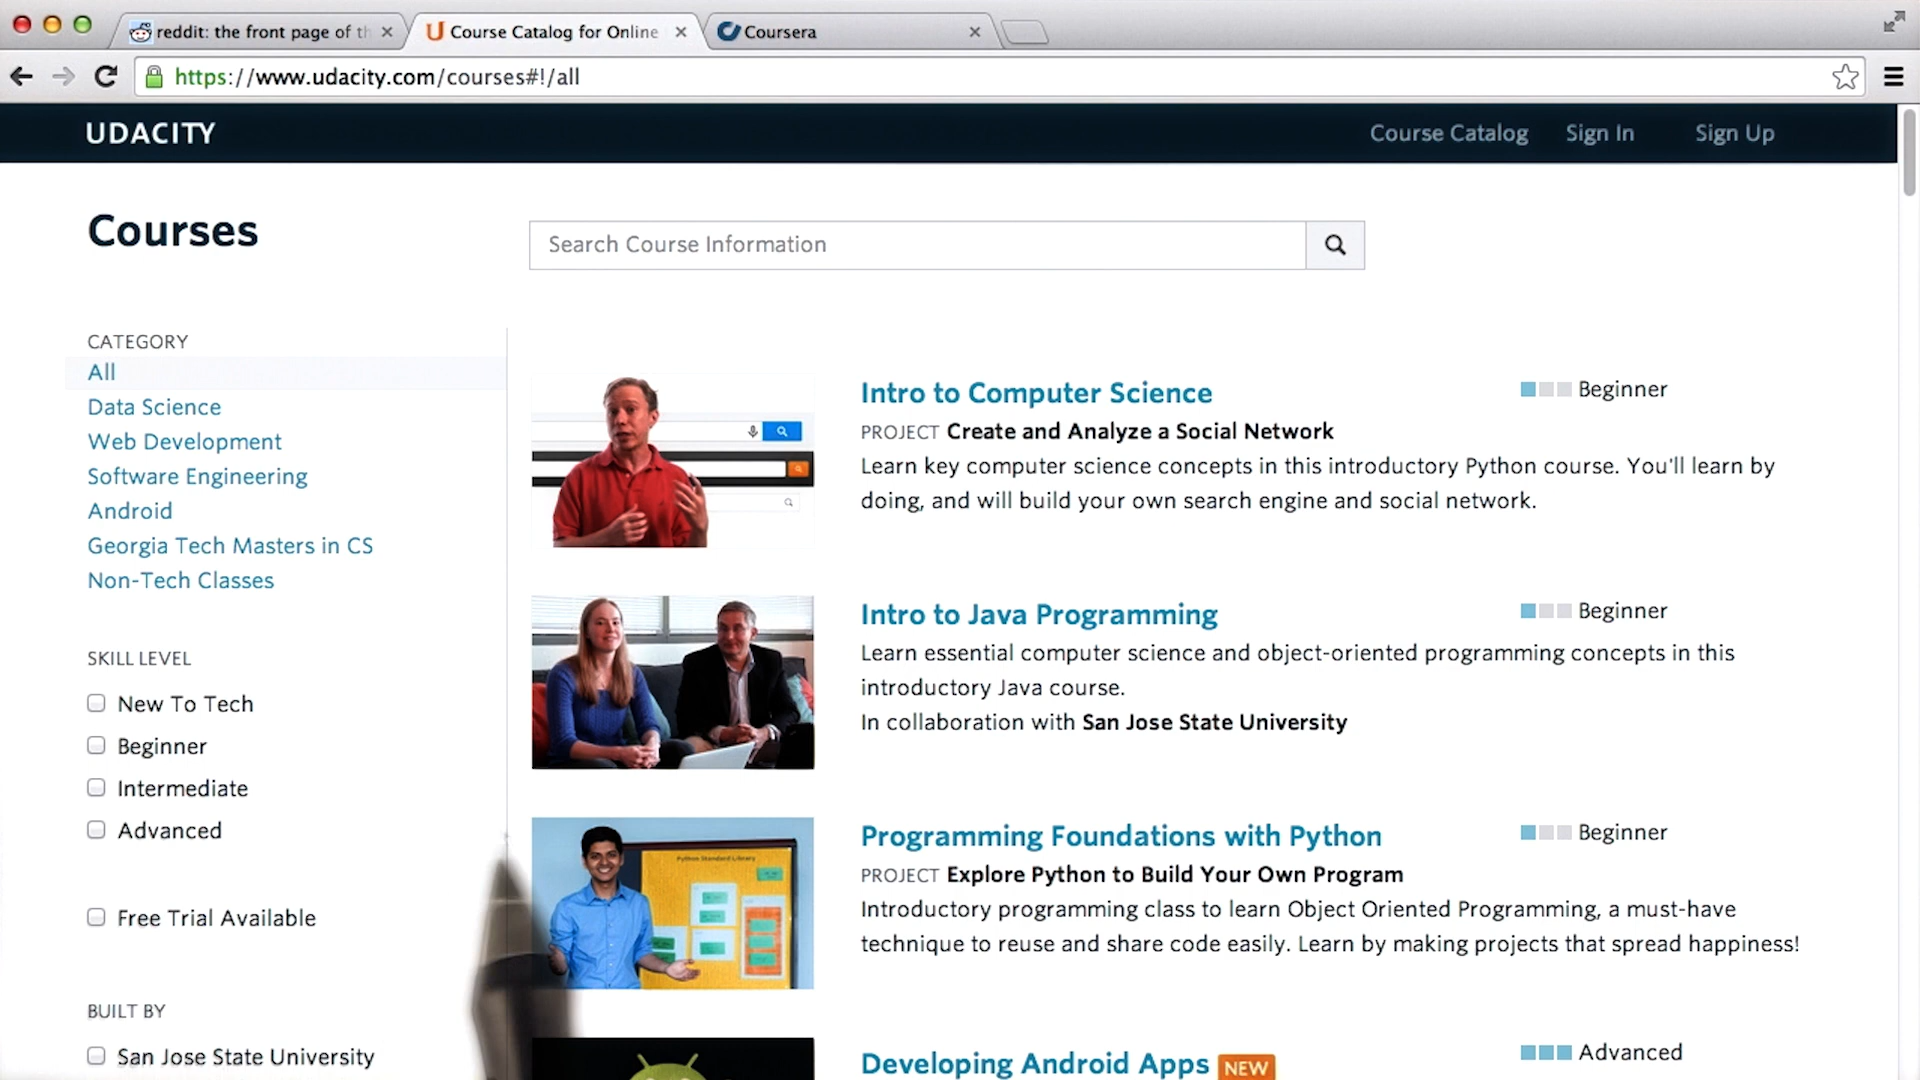 reddit: the front page of th
Course Catalog for Online
Coursera
https://www.udacity.com/courses#!/all
UDACITY
Course Catalog
Sign In
Sign Up
Courses
Search Course Information
CATEGORY
All
Data Science
Web Development
Software Engineering
Android
Georgia Tech Masters in CS
Non-Tech Classes
SKILL LEVEL
New To Tech
Beginner
Intermediate
Advanced
Free Trial Available
BUILT BY
San Jose State University
Intro to Computer Science
Beginner
PROJECT Create and Analyze a Social Network
Learn key computer science concepts in this introductory Python course. You'll learn by
doing, and will build your own search engine and social network.
Intro to Java Programming
Beginner
Learn essential computer science and object-oriented programming concepts in this
introductory Java course.
In collaboration with San Jose State University
Python Standard Library
Programming Foundations with Python
Beginner
PROJECT Explore Python to Build Your Own Program
Introductory programming class to learn Object Oriented Programming, a must-have
technique to reuse and share code easily. Learn by making projects that spread happiness!
Developing Android Apps NEW
Advanced